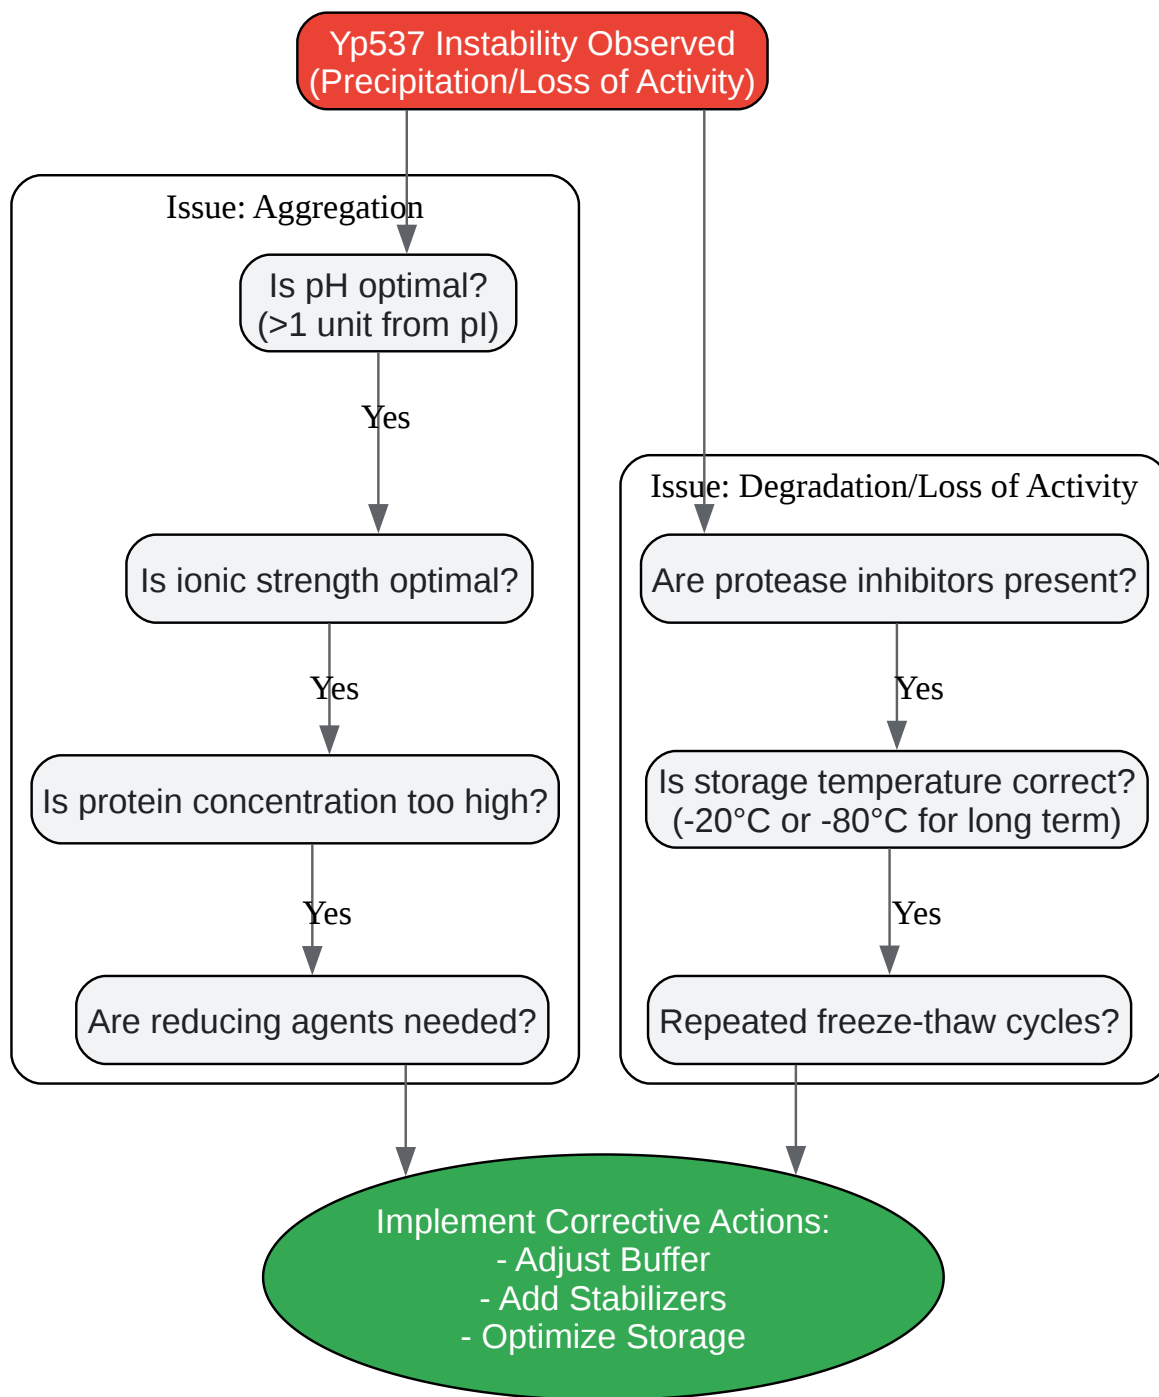 Yp537 Instability Observed
(Precipitation/Loss of Activity)
Issue: Aggregation
Is pH optimal?
(>1 unit from pI)
Yes
Is ionic strength optimal?
Yes
Is protein concentration too high?
Yes
Are reducing agents needed?
Issue: Degradation/Loss of Activity
Are protease inhibitors present?
Yes
Is storage temperature correct?
(-20°C or -80°C for long term)
Yes
Repeated freeze-thaw cycles?
Implement Corrective Actions:
- Adjust Buffer
- Add Stabilizers
- Optimize Storage